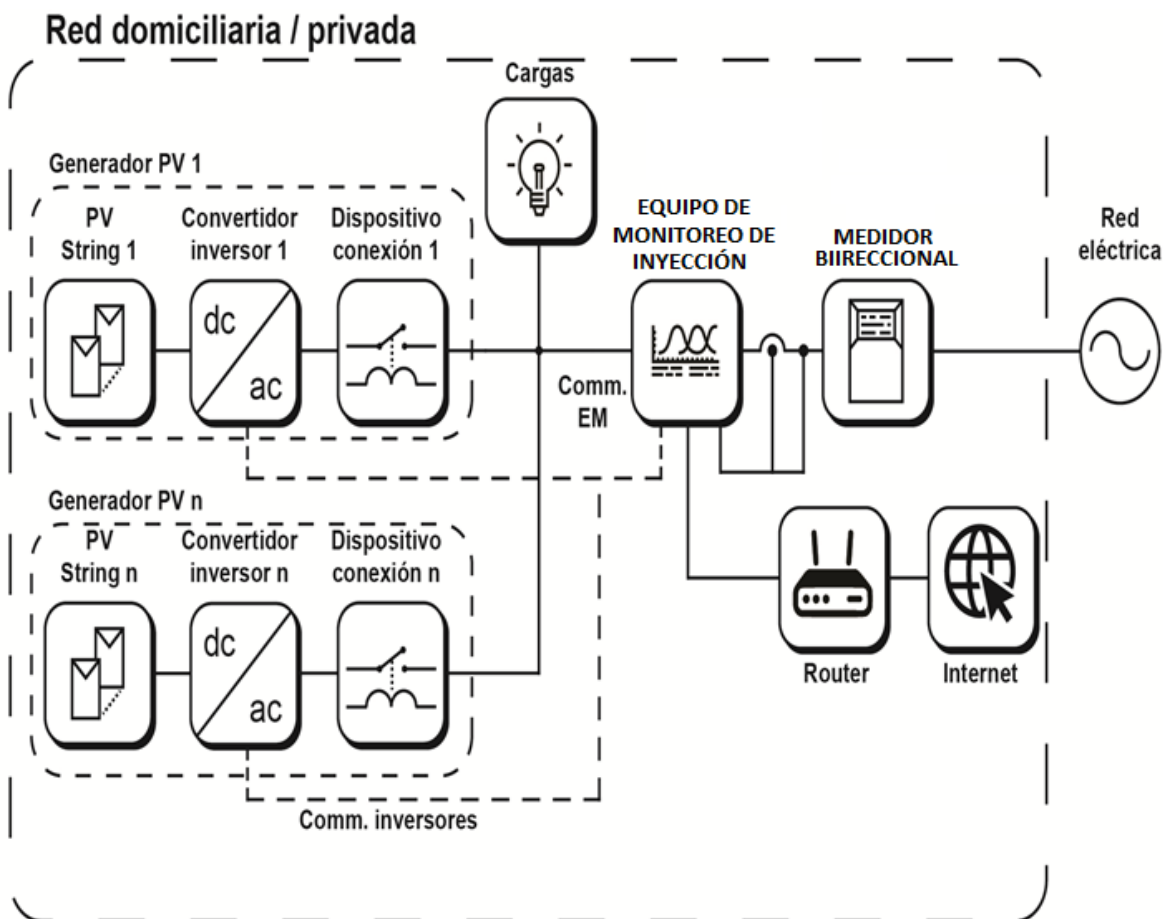 Red domiciliaria / privada
Cargas
Generador PV 1
PV
String 1
Convertidor
inversor 1
Dispositivo
conexión 1
EQUIPO DE
MONITOREO DE
INYECCIÓN
MEDIDOR
BIIRECCIONAL
Red
eléctrica
dc
ac
Comm.
EM
Generador PV n
PV
String n
Convertidor
inversor n
Dispositivo
conexión n
dc
ac
Router
Internet
Comm. inversores